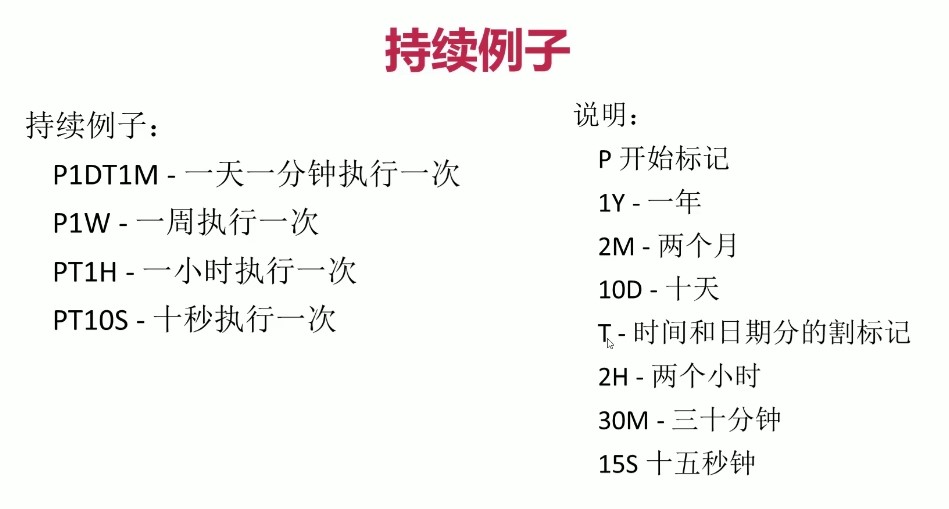 持续例子
持续例子：
P1DT1M - 一天一分钟执行一次
P1W - 一周执行一次
PT1H - 一小时执行一次
PT10S - 十秒执行一次
说明：
P 开始标记
1Y - 一年
2M - 两个月
10D - 十天
T - 时间和日期分的割标记
2H - 两个小时
30M - 三十分钟
15S 十五秒钟